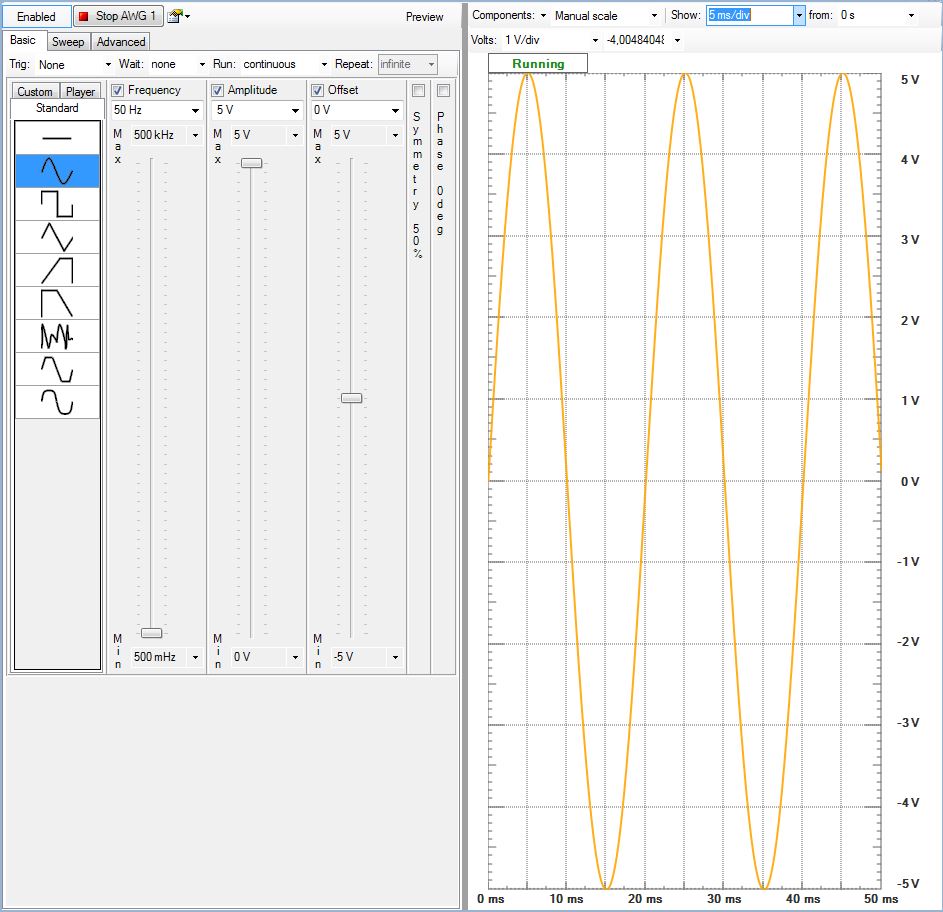 Enabled Stop AWG 1 Preview
Basic Sweep Advanced
Trig: None Wait: none Run: continuous Repeat: infinite
Custom Player
Standard
Frequency
50 Hz
Max 500 kHz
Min 500 mHz
Amplitude
5 V
Max 5 V
Min 0 V
Offset
0 V
Max 5 V
Min -5 V
Symmetry 50%
Phase 0deg
Components: Manual scale Show: 5 ms/div from: 0 s
Volts: 1 V/div -4,00484048
Running
5 V
4 V
3 V
2 V
1 V
0 V
-1 V
-2 V
-3 V
-4 V
-5 V
0 ms 10 ms 20 ms 30 ms 40 ms 50 ms